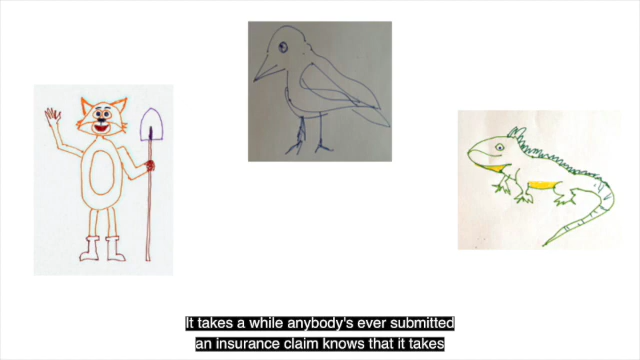 It takes a while anybody's ever submitted
an insurance claim knows that it takes